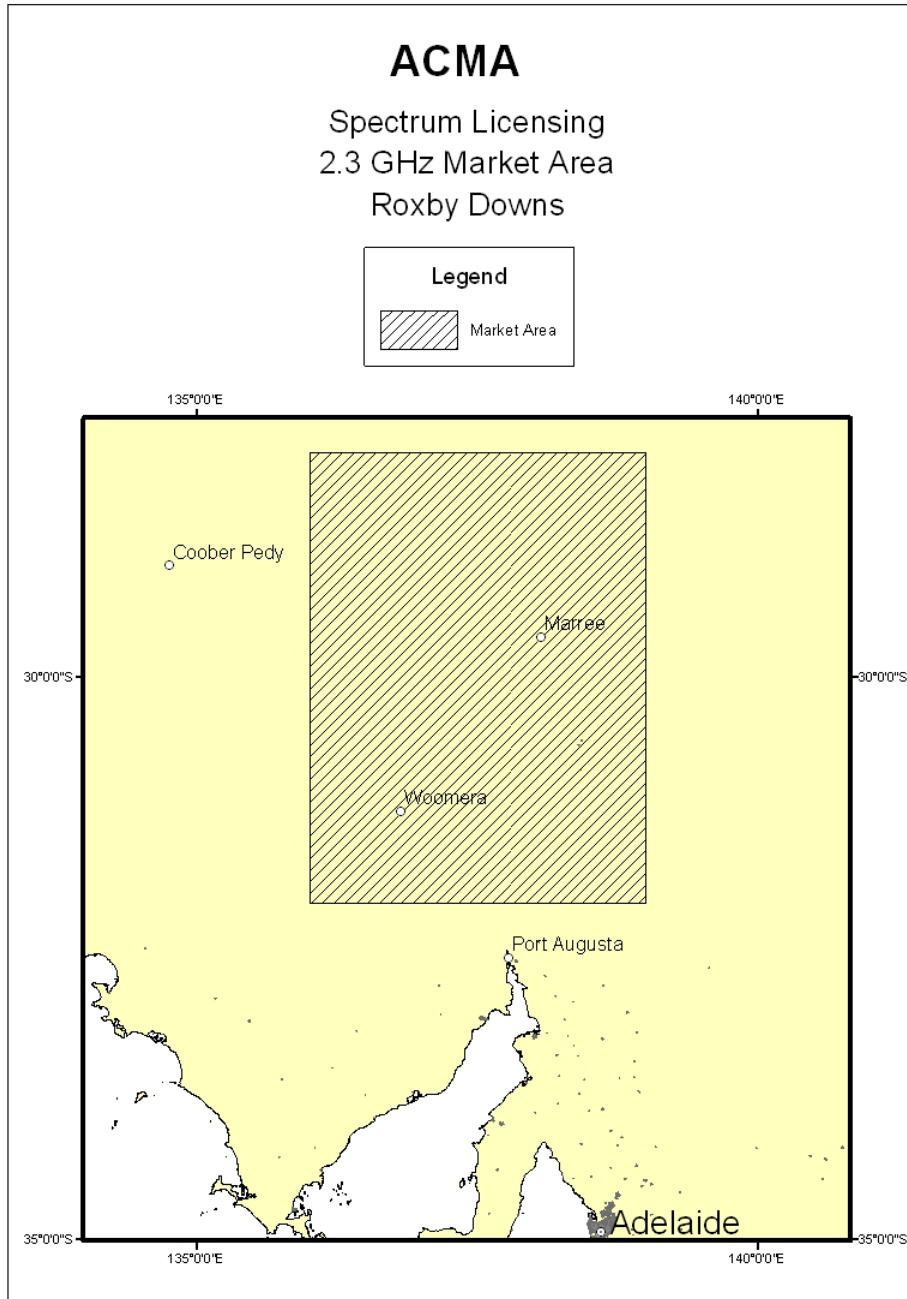 ACMA
Spectrum Licensing
2.3 GHz Market Area
Roxby Downs
Legend
Market Area
135°0'0"E
140°0'0"E
Coober Pedy
Marree
30°0'0"S
30°0'0"S
Woomera
Port Augusta
Adelaide
35°0'0"S
35°0'0"S
135°0'0"E
140°0'0"E